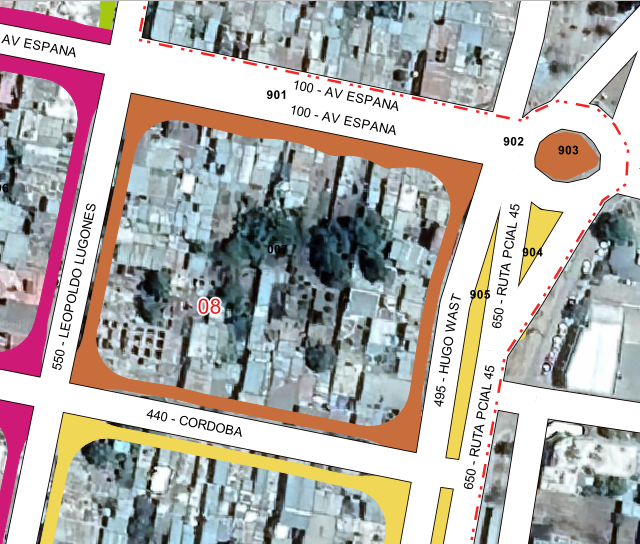 AV ESPANA
100 - AV ESPANA
901
100 - AV ESPANA
902
903
550 - LEOPOLDO LUGONES
904
650 - RUTA PCIAL 45
905
08
495 - HUGO WAST
650 - RUTA PCIAL 45
440 - CORDOBA